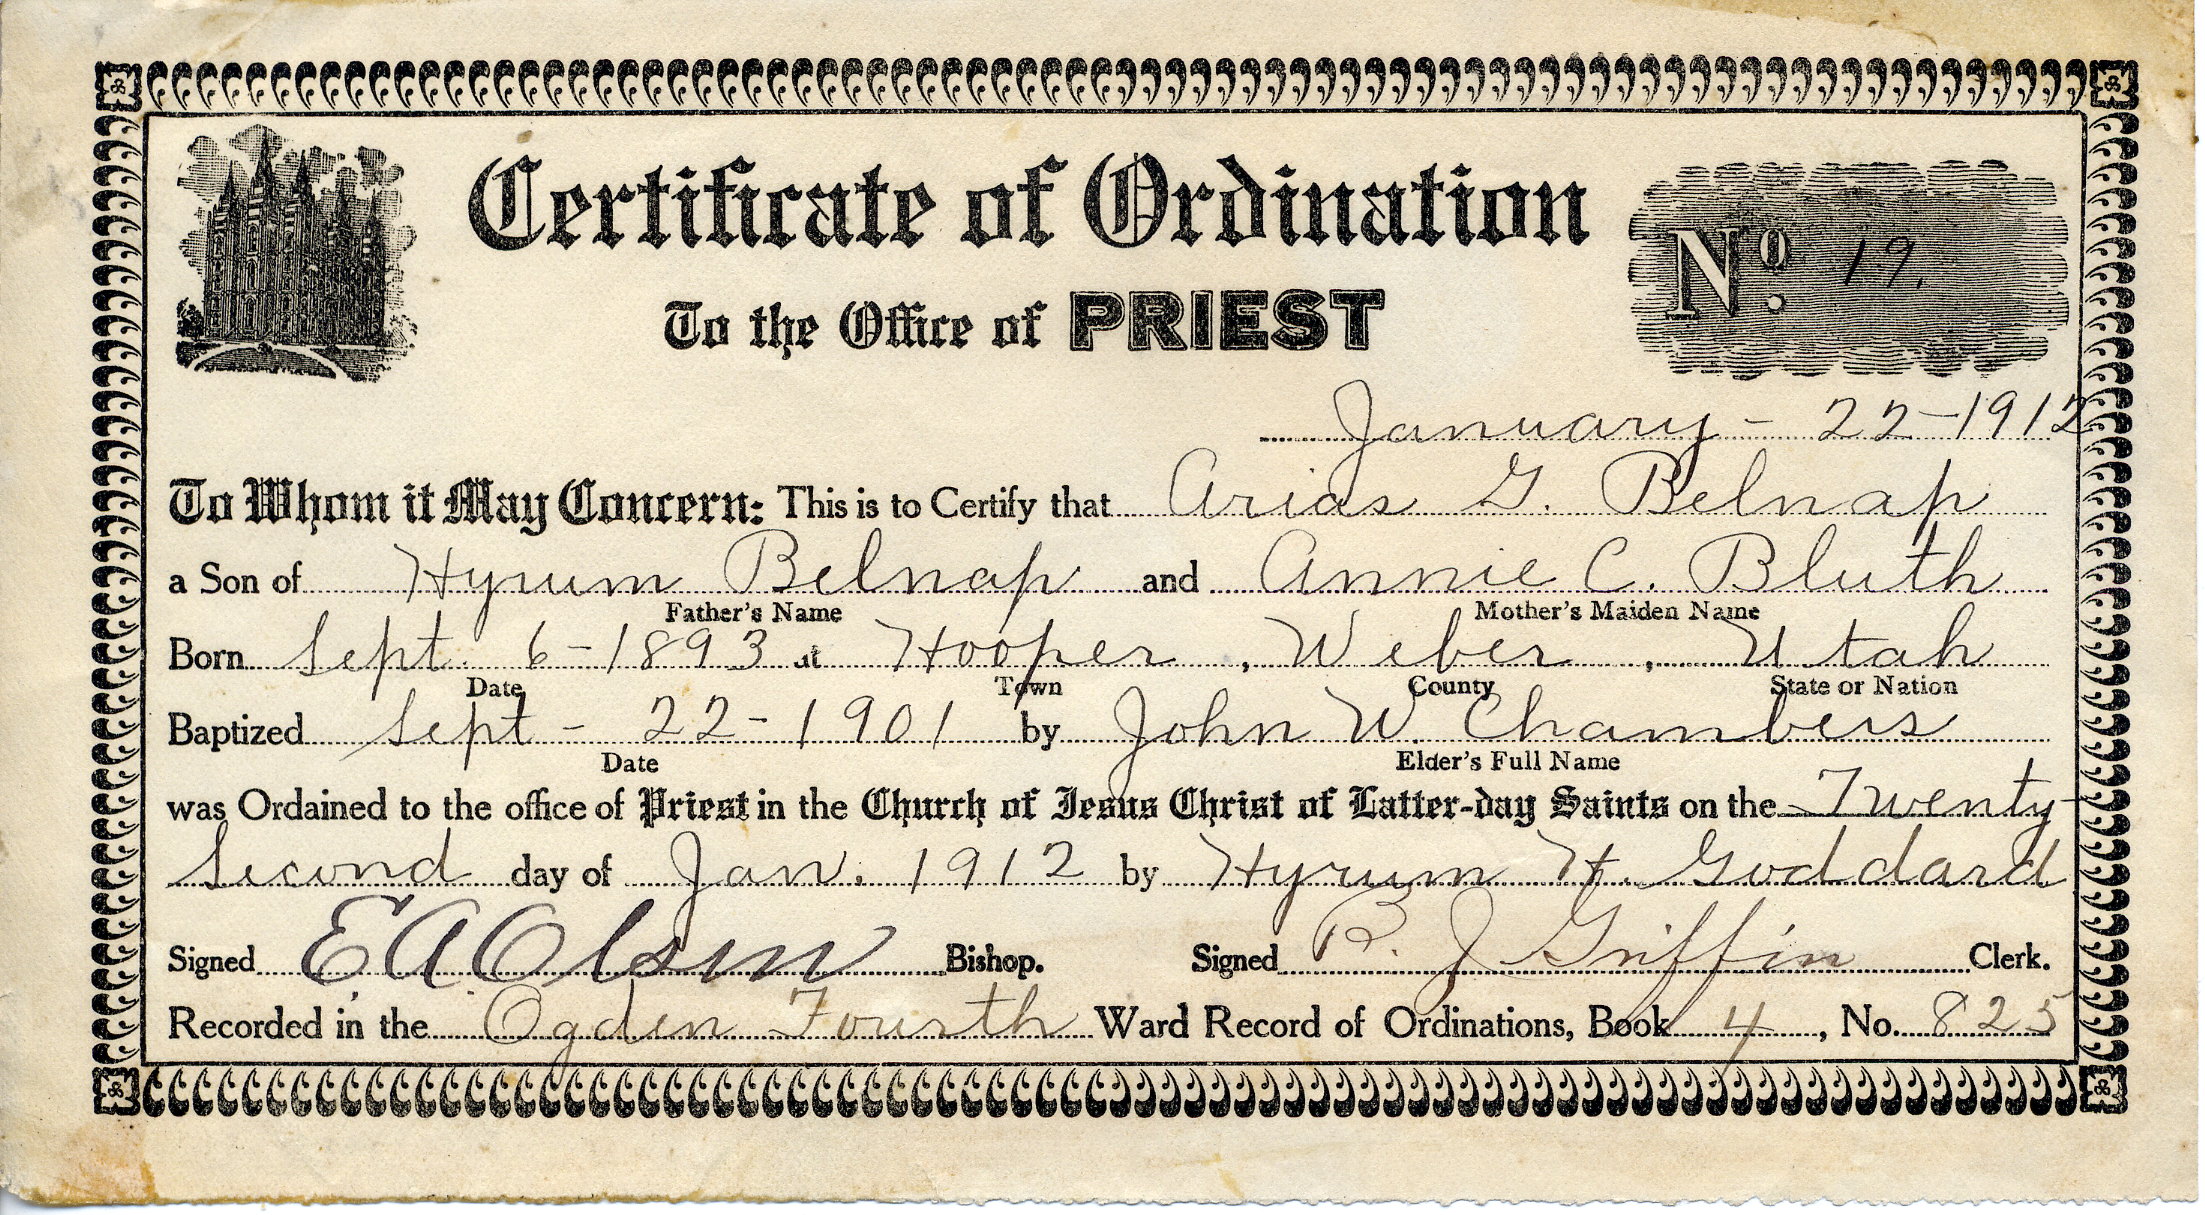 Certificate of Ordination
To the Office of PRIEST
No. 19.
January - 22 - 1912
To Whom it May Concern: This is to Certify that Arias G. Belnap
a Son of Hyrum Belnap and Annie C. Bluth
Father's Name Mother's Maiden Name
Born Sept. 6 - 1893 at Hooper, Weber, Utah
Date Town County State or Nation
Baptized Sept - 22 - 1901 by John W. Chambers
Date Elder's Full Name
was Ordained to the office of Priest in the Church of Jesus Christ of Latter-day Saints on the Twenty-
Second day of Jan. 1912 by Hyrum H. Goddard
Signed E A Olsen Bishop. Signed R. J Griffin Clerk.
Recorded in the Ogden Fourth Ward Record of Ordinations, Book 4, No. 825